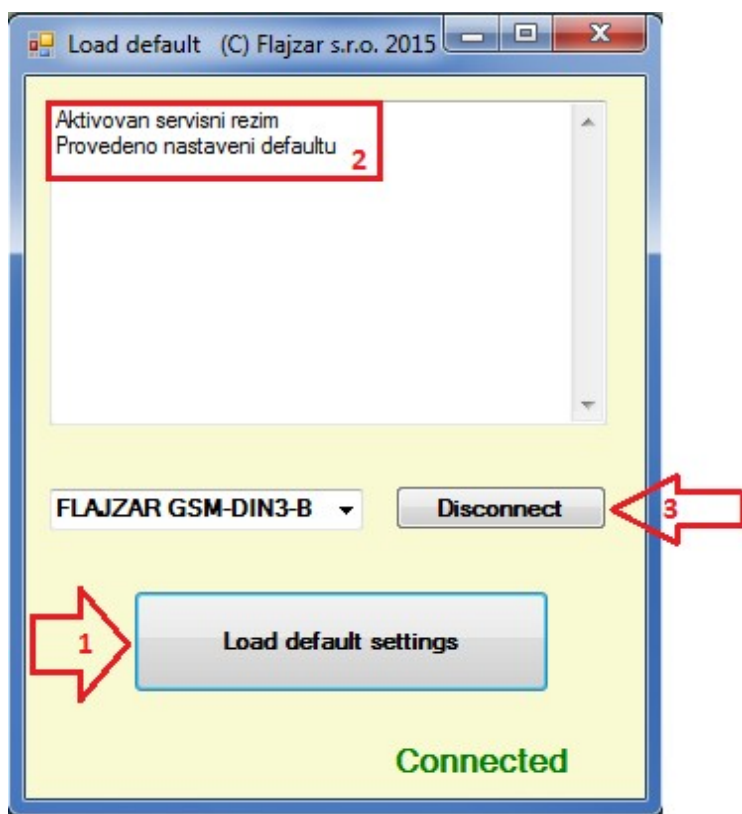 Load default (C) Flajzar s.r.o. 2015
Aktivovan servisni rezim
Provedeno nastaveni defaultu
2
FLAJZAR GSM-DIN3-B
Disconnect
3
1
Load default settings
Connected